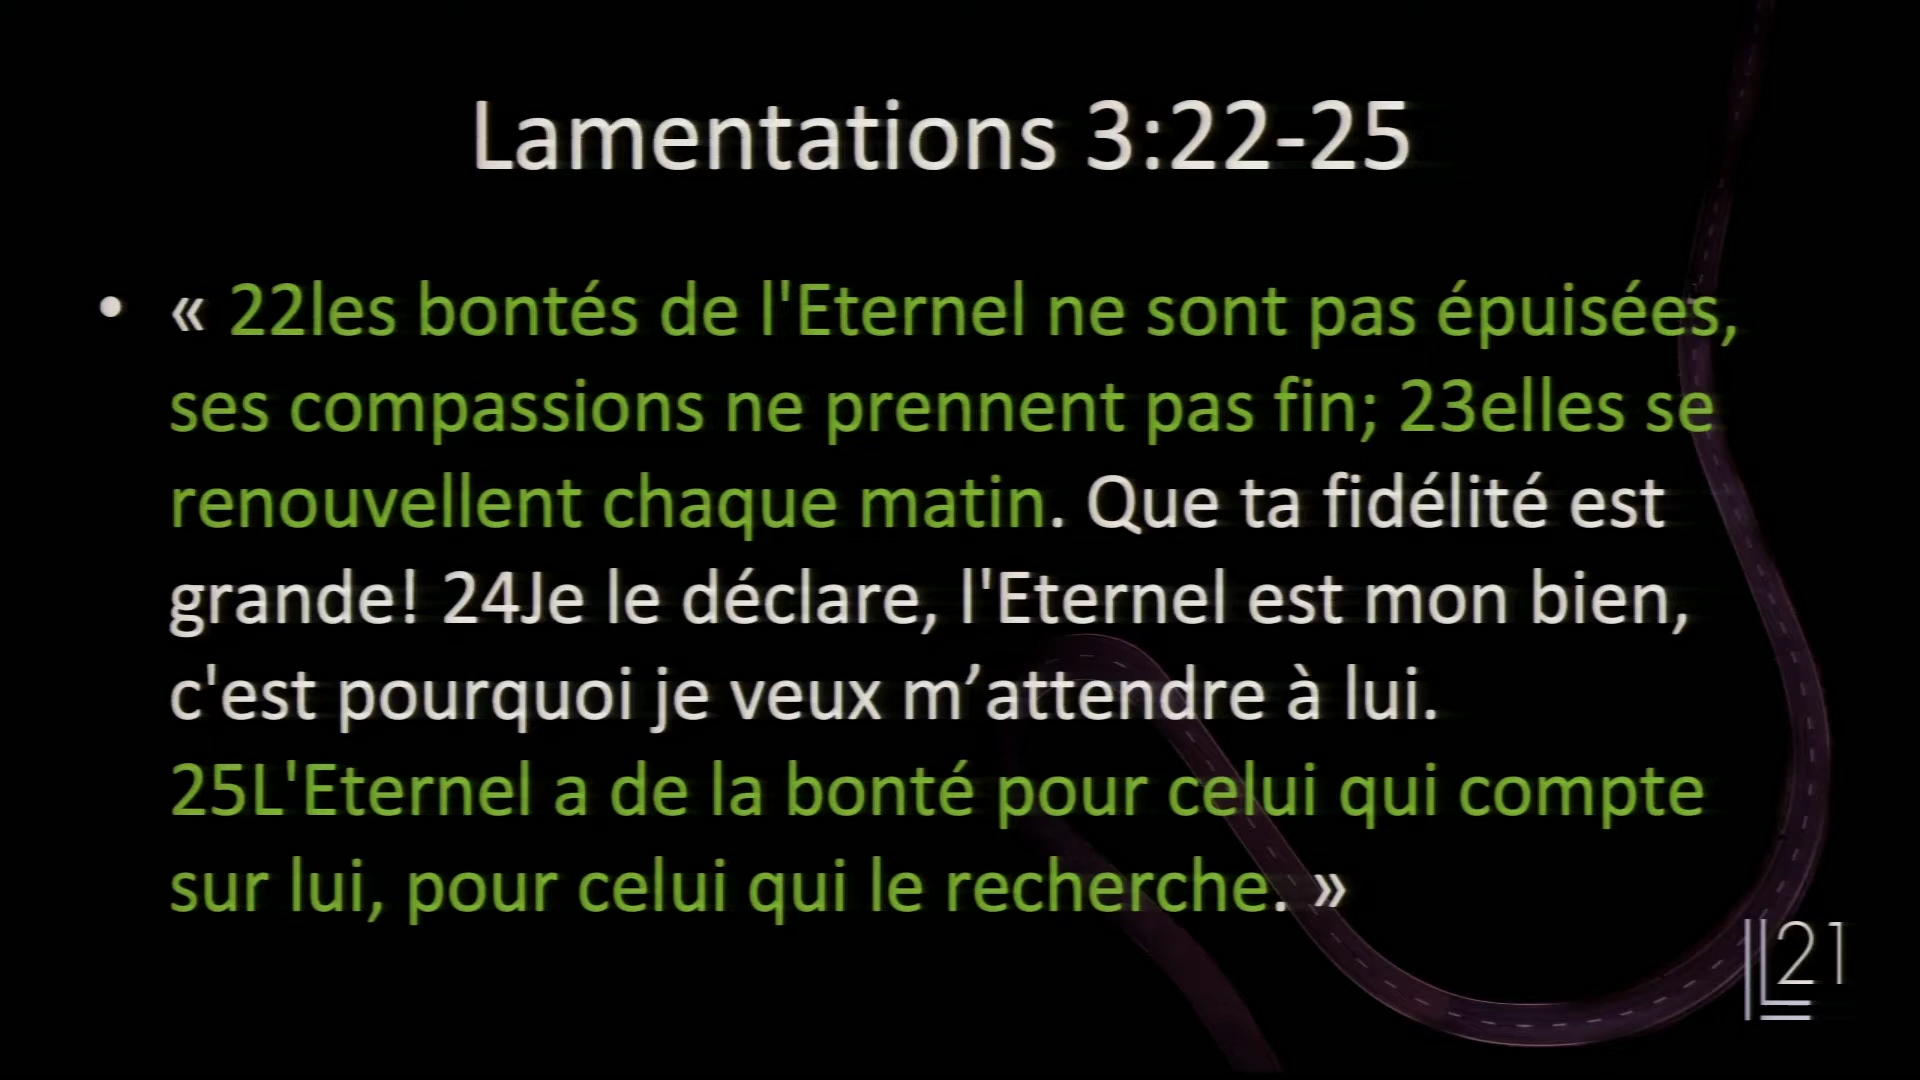 Lamentations 3:22-25
• « 22les bontés de l'Eternel ne sont pas épuisées,
ses compassions ne prennent pas fin; 23elles se
renouvellent chaque matin. Que ta fidélité est
grande! 24Je le déclare, l'Eternel est mon bien,
c'est pourquoi je veux m’attendre à lui.
25L'Eternel a de la bonté pour celui qui compte
sur lui, pour celui qui le recherche. »
L21